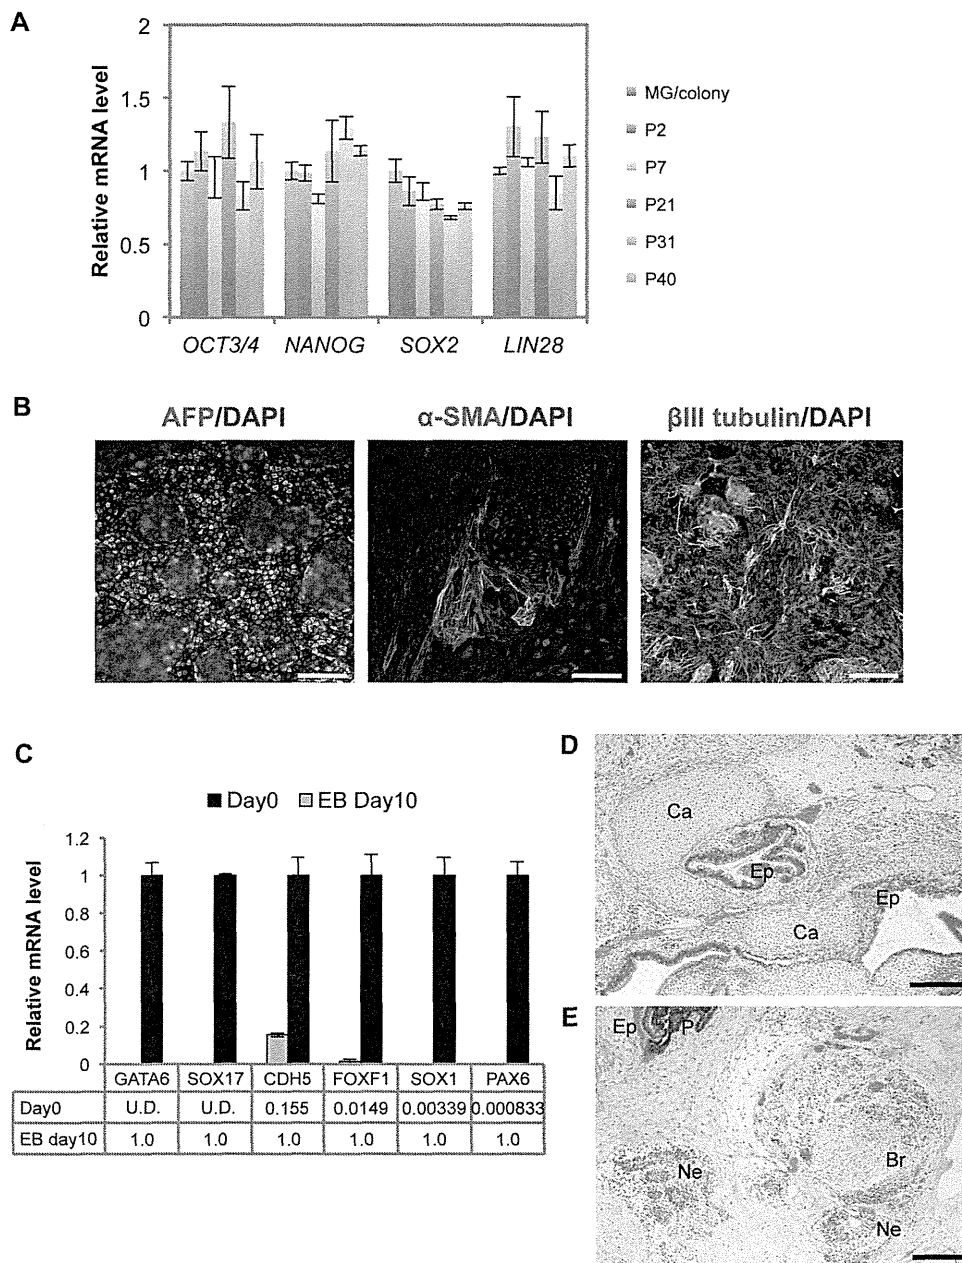 A
Relative mRNA level
2
1.5
1
0.5
0
OCT3/4 NANOG SOX2 LIN28
MG/colony
P2
P7
P21
P31
P40
B
AFP/DAPI
α-SMA/DAPI
βIII tubulin/DAPI
C
Day0 EB Day10
Relative mRNA level
1.2
1
0.8
0.6
0.4
0.2
0
GATA6 SOX17 CDH5 FOXF1 SOX1 PAX6
Day0 U.D. U.D. 0.155 0.0149 0.00339 0.000833
EB day10 1.0 1.0 1.0 1.0 1.0 1.0
D
Ca
Ep
Ep
Ca
E
Ep
P
Ne
Br
Ne